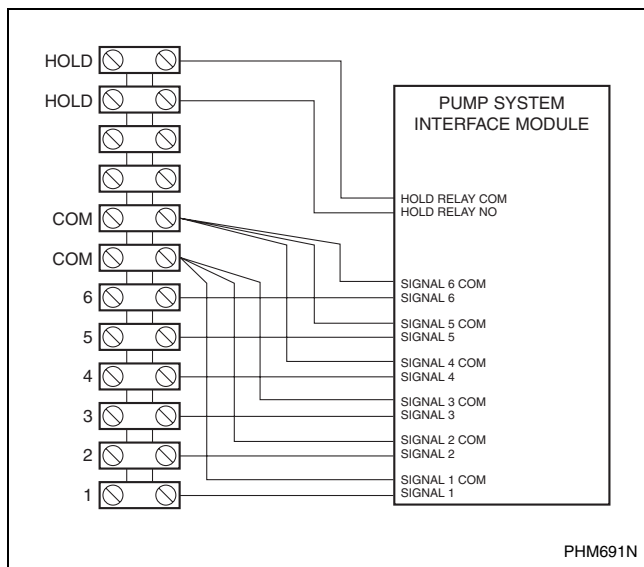 HOLD
HOLD
COM
COM
6
5
4
3
2
1
PUMP SYSTEM
INTERFACE MODULE
HOLD RELAY COM
HOLD RELAY NO
SIGNAL 6 COM
SIGNAL 6
SIGNAL 5 COM
SIGNAL 5
SIGNAL 4 COM
SIGNAL 4
SIGNAL 3 COM
SIGNAL 3
SIGNAL 2 COM
SIGNAL 2
SIGNAL 1 COM
SIGNAL 1
PHM691N